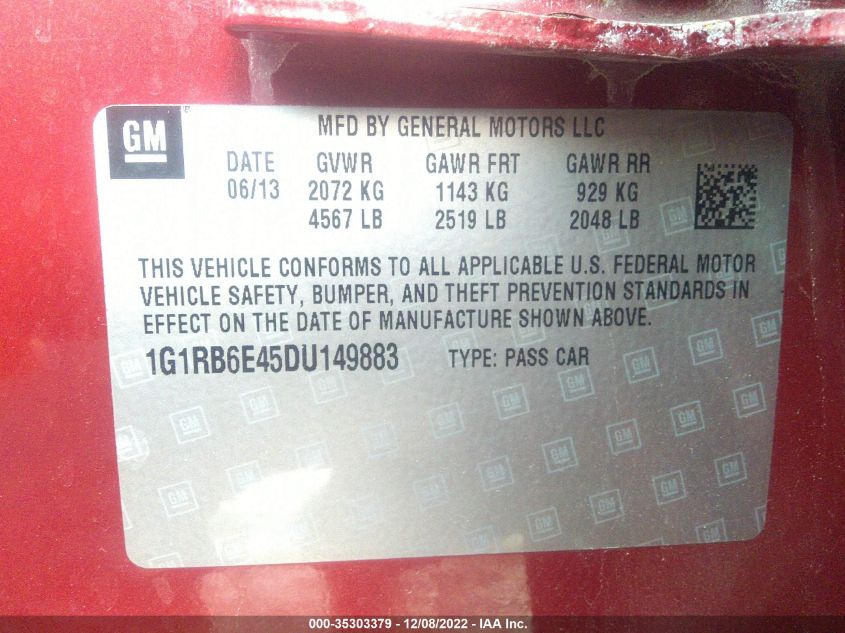 GM
MFD BY GENERAL MOTORS LLC
DATE GVWR GAWR FRT GAWR RR
06/13 2072 KG 1143 KG 929 KG
4567 LB 2519 LB 2048 LB
THIS VEHICLE CONFORMS TO ALL APPLICABLE U.S. FEDERAL MOTOR
VEHICLE SAFETY, BUMPER, AND THEFT PREVENTION STANDARDS IN
EFFECT ON THE DATE OF MANUFACTURE SHOWN ABOVE.
1G1RB6E45DU149883 TYPE: PASS CAR
000-35303379 - 12/08/2022 - IAA Inc.